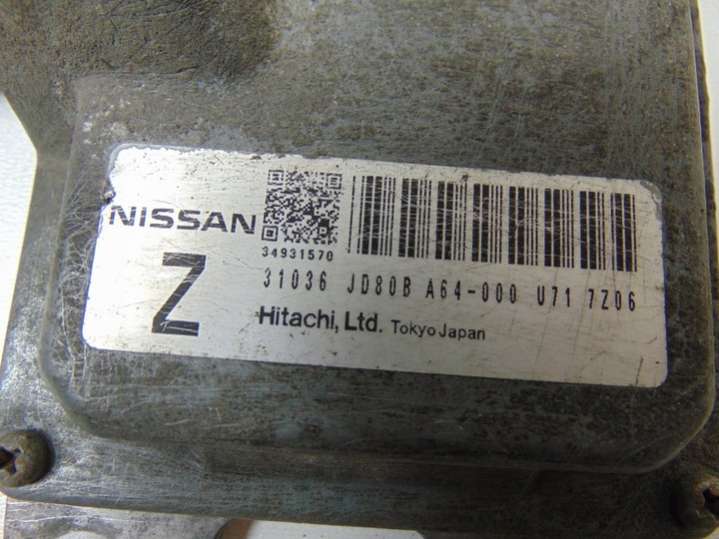 NISSAN
34931570
Z
31036 JD80B A64-000 U71 7Z06
Hitachi, Ltd. Tokyo Japan